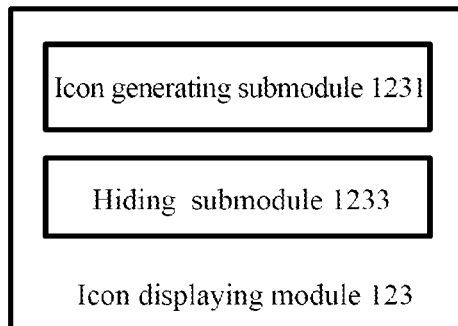 Icon generating submodule 1231
Hiding submodule 1233
Icon displaying module 123